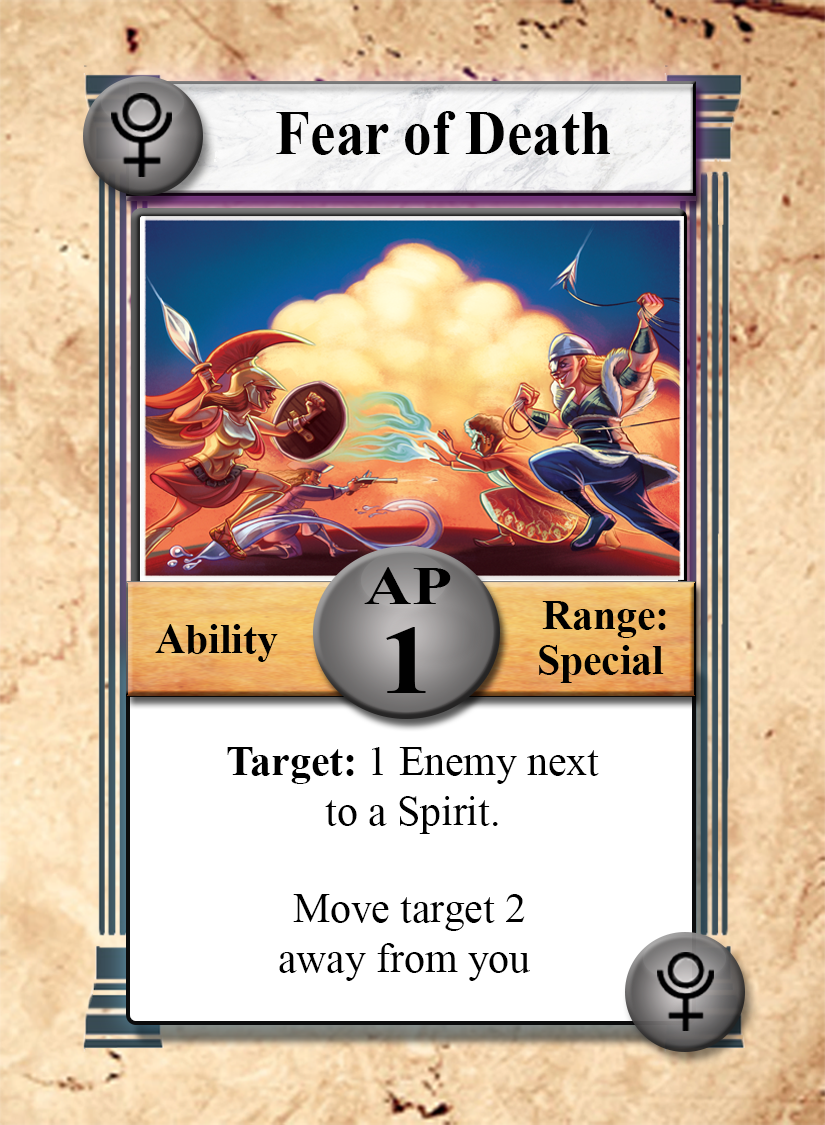 Fear of Death
Ability
AP
1
Range:
Special
Target: 1 Enemy next
to a Spirit.
Move target 2
away from you